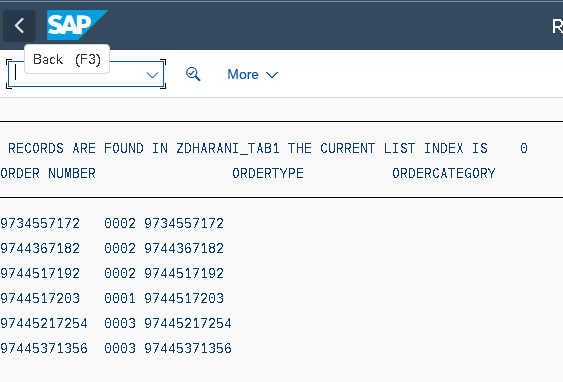 SAP
R
Back (F3)
More
RECORDS ARE FOUND IN ZDHARANI_TAB1 THE CURRENT LIST INDEX IS 0
ORDER NUMBER ORDERTYPE ORDERCATEGORY
9734557172 0002 9734557172
9744367182 0002 9744367182
9744517192 0002 9744517192
9744517203 0001 9744517203
97445217254 0003 97445217254
97445371356 0003 97445371356